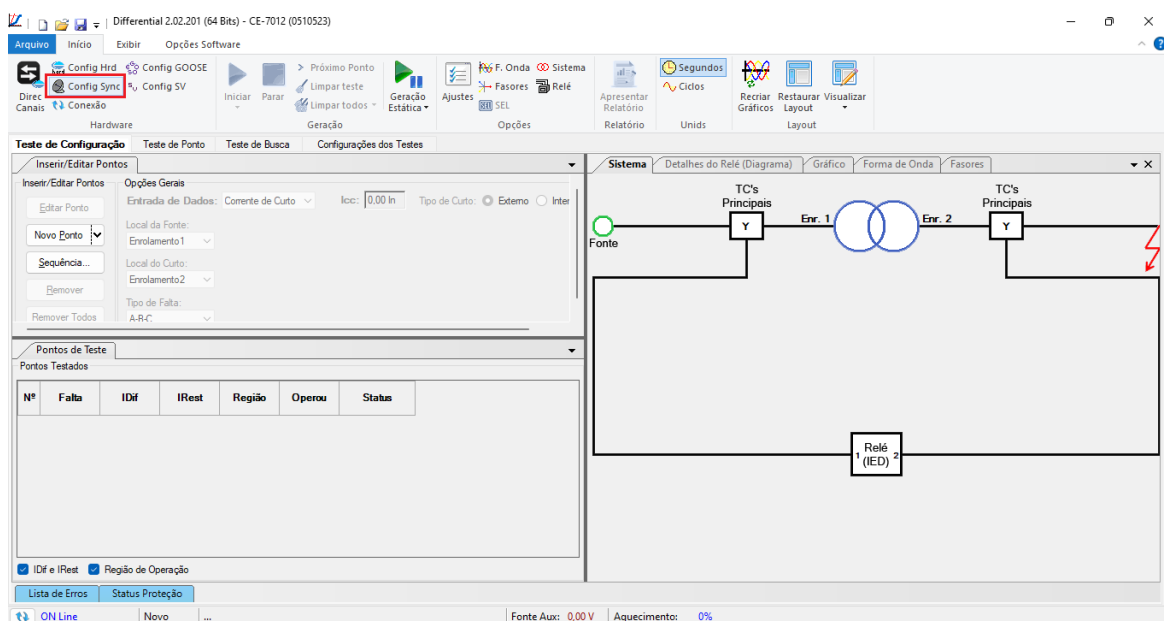 Differential 2.02.201 (64 Bits) - CE-7012 (0510523)
Arquivo Início Exibir Opções Software
Direc Canais
Config Hrd
Config Sync
Conexão
Config GOOSE
Config SV
Hardware
Iniciar
Parar
Próximo Ponto
Limpar teste
Limpar todos
Geração Estática
Geração
Ajustes
F. Onda
Fasores
SEL
Sistema
Relé
Opções
Apresentar Relatório
Relatório
Segundos
Ciclos
Unids
Recriar Gráficos
Restaurar Layout
Visualizar
Layout
Teste de Configuração Teste de Ponto Teste de Busca Configurações dos Testes
Inserir/Editar Pontos
Inserir/Editar Pontos
Editar Ponto
Novo Ponto
Sequência...
Remover
Remover Todos
Opções Gerais
Entrada de Dados: Corrente de Curto Icc: 0,00 In Tipo de Curto: Externo Inter
Local da Fonte:
Enrolamento1
Local do Curto:
Enrolamento2
Tipo de Falta:
A-B-C
Pontos de Teste
Pontos Testados
Nº Falta IDif IRest Região Operou Status
IDif e IRest Região de Operação
Sistema Detalhes do Relé (Diagrama) Gráfico Forma de Onda Fasores
TC's
Principais
Y
Fonte
Enr. 1
Enr. 2
TC's
Principais
Y
Relé
1 (IED) 2
Lista de Erros Status Proteção
ON Line Novo ... Fonte Aux: 0,00 V Aquecimento: 0%